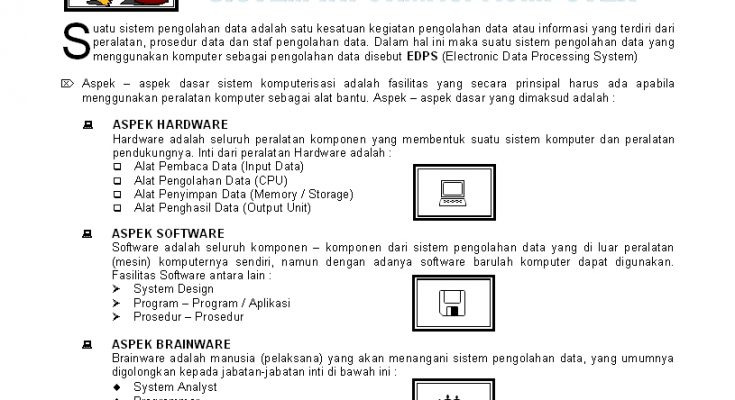 Suatu sistem pengolahan data adalah satu kesatuan kegiatan pengolahan data atau informasi yang terdiri dari
peralatan, prosedur data dan staf pengolahan data. Dalam hal ini maka suatu sistem pengolahan data yang
menggunakan komputer sebagai pengolahan data disebut EDPS (Electronic Data Processing System)
Aspek – aspek dasar sistem komputerisasi adalah fasilitas yang secara prinsipal harus ada apabila
menggunakan peralatan komputer sebagai alat bantu. Aspek – aspek dasar yang dimaksud adalah :
ASPEK HARDWARE
Hardware adalah seluruh peralatan komponen yang membentuk suatu sistem komputer dan peralatan
pendukungnya. Inti dari peralatan Hardware adalah :
Alat Pembaca Data (Input Data)
Alat Pengolahan Data (CPU)
Alat Penyimpan Data (Memory / Storage)
Alat Penghasil Data (Output Unit)
ASPEK SOFTWARE
Software adalah seluruh komponen – komponen dari sistem pengolahan data yang di luar peralatan
(mesin) komputernya sendiri, namun dengan adanya software barulah komputer dapat digunakan.
Fasilitas Software antara lain :
System Design
Program – Program / Aplikasi
Prosedur – Prosedur
ASPEK BRAINWARE
Brainware adalah manusia (pelaksana) yang akan menangani sistem pengolahan data, yang umumnya
digolongkan kepada jabatan-jabatan inti di bawah ini :
System Analyst